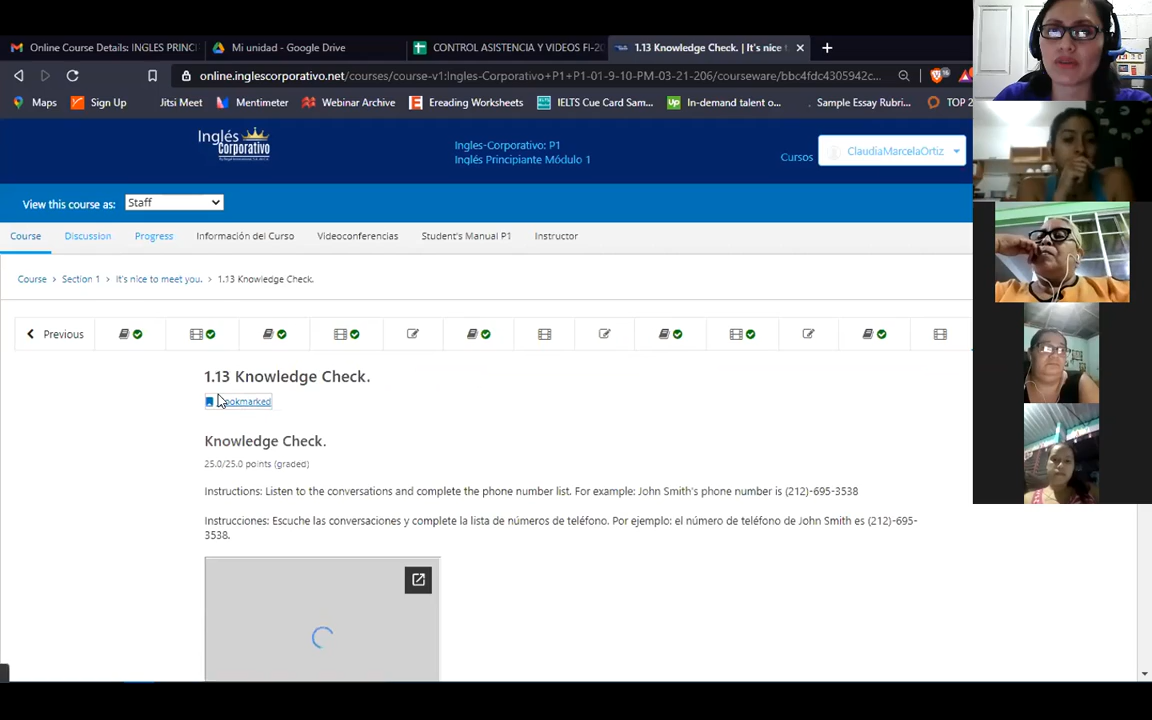 Online Course Details: INGLES PRINCI
Mi unidad - Google Drive
CONTROL ASISTENCIA Y VIDEOS FI-20
1.13 Knowledge Check. | It's nice t
online.inglescorporativo.net/courses/course-v1:Ingles-Corporativo+P1+P1-01-9-10-PM-03-21-206/courseware/bbc4fdc4305942c...
Maps Sign Up Jitsi Meet Mentimeter Webinar Archive Ereading Worksheets IELTS Cue Card Sam... In-demand talent o... Sample Essay Rubri... TOP 2
Inglés
Corporativo
Ingles-Corporativo: P1
Inglés Principiante Módulo 1
Cursos
ClaudiaMarcelaOrtiz
View this course as: Staff
Course Discussion Progress Información del Curso Videoconferencias Student's Manual P1 Instructor
Course > Section 1 > It's nice to meet you. > 1.13 Knowledge Check.
Previous
1.13 Knowledge Check.
ookmarked
Knowledge Check.
25.0/25.0 points (graded)
Instructions: Listen to the conversations and complete the phone number list. For example: John Smith's phone number is (212)-695-3538
Instrucciones: Escuche las conversaciones y complete la lista de números de teléfono. Por ejemplo: el número de teléfono de John Smith es (212)-695-
3538.